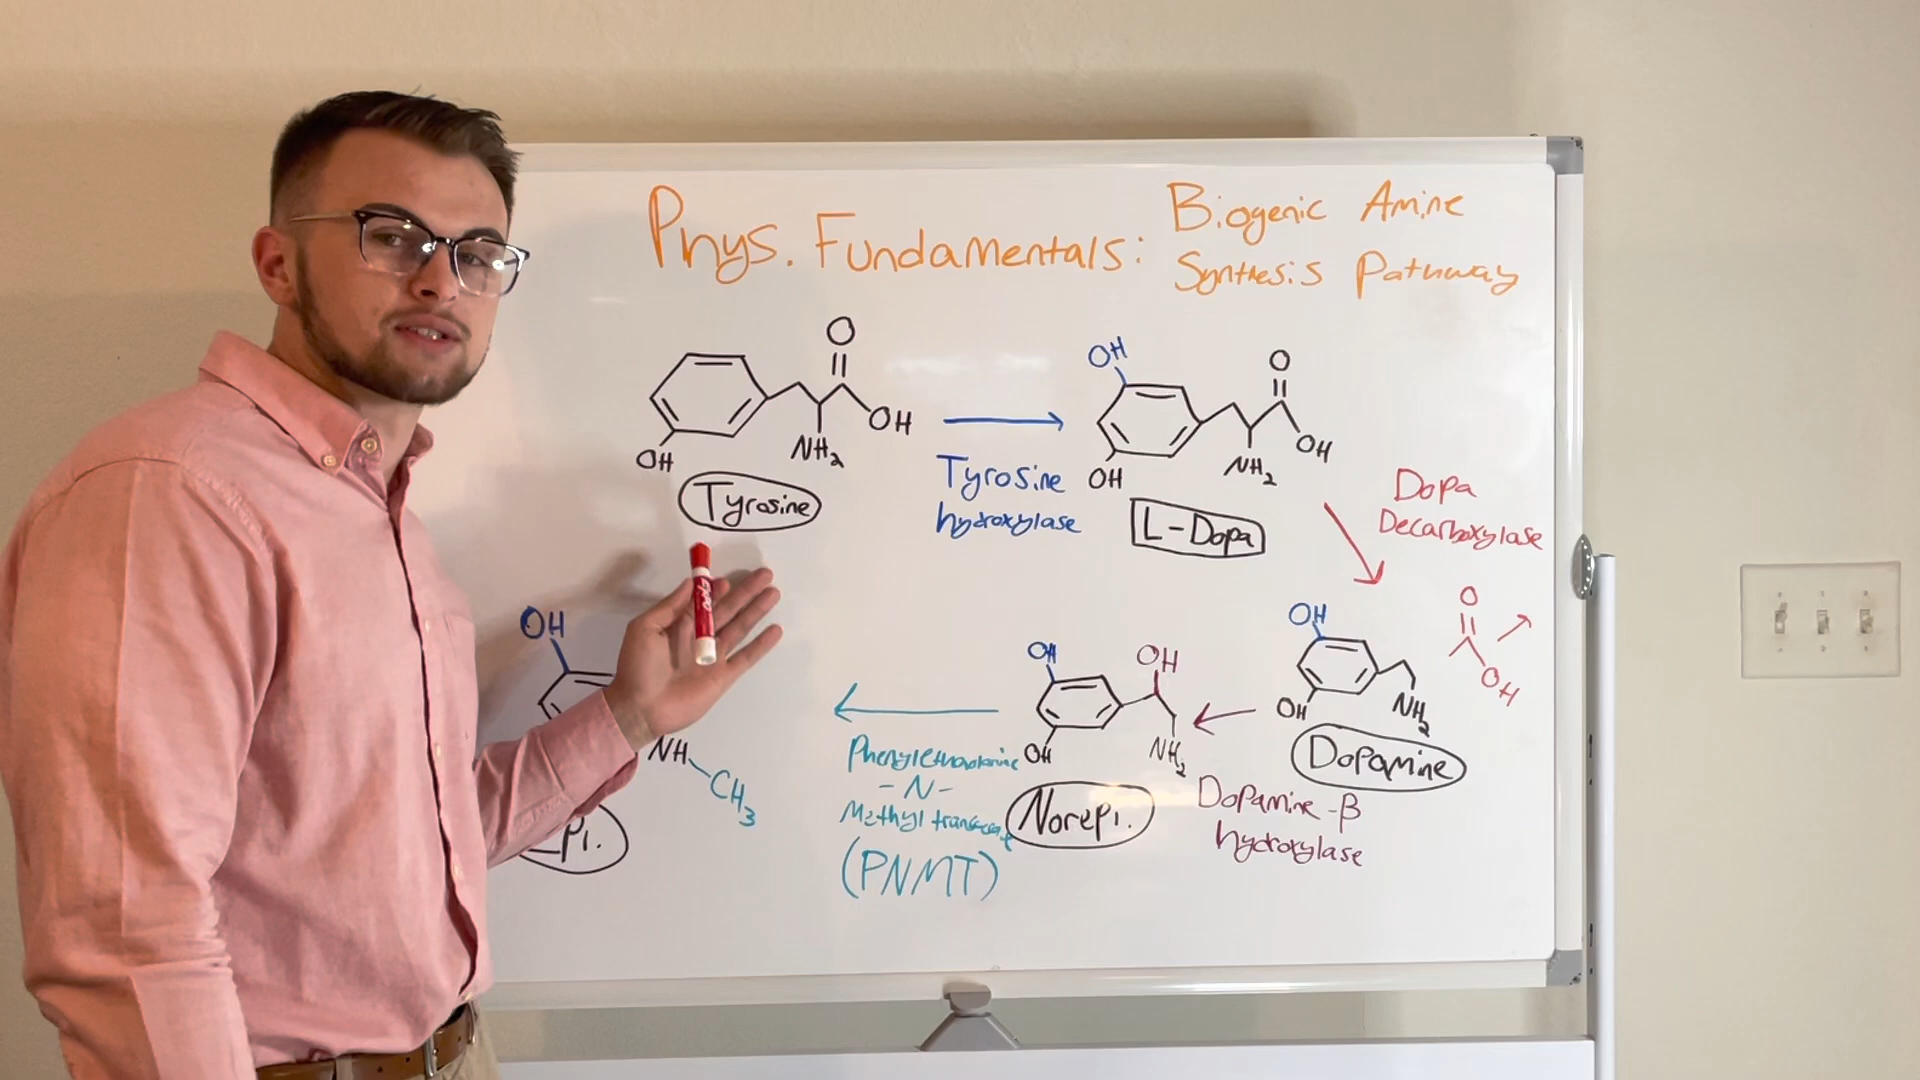 Phys. Fundamentals:
Biogenic Amine
Synthesis Pathway
O
OH
NH2
OH
Tyrosine
Tyrosine
hydroxylase
OH
O
OH
NH2
OH
L-Dopa
Dopa
Decarboxylase
O
OH
OH
OH
NH2
Dopamine
Dopamine-β
hydroxylase
OH
OH
OH
NH2
Norepi.
-N-
(PNMT)
OH
NH
CH3
EXPO